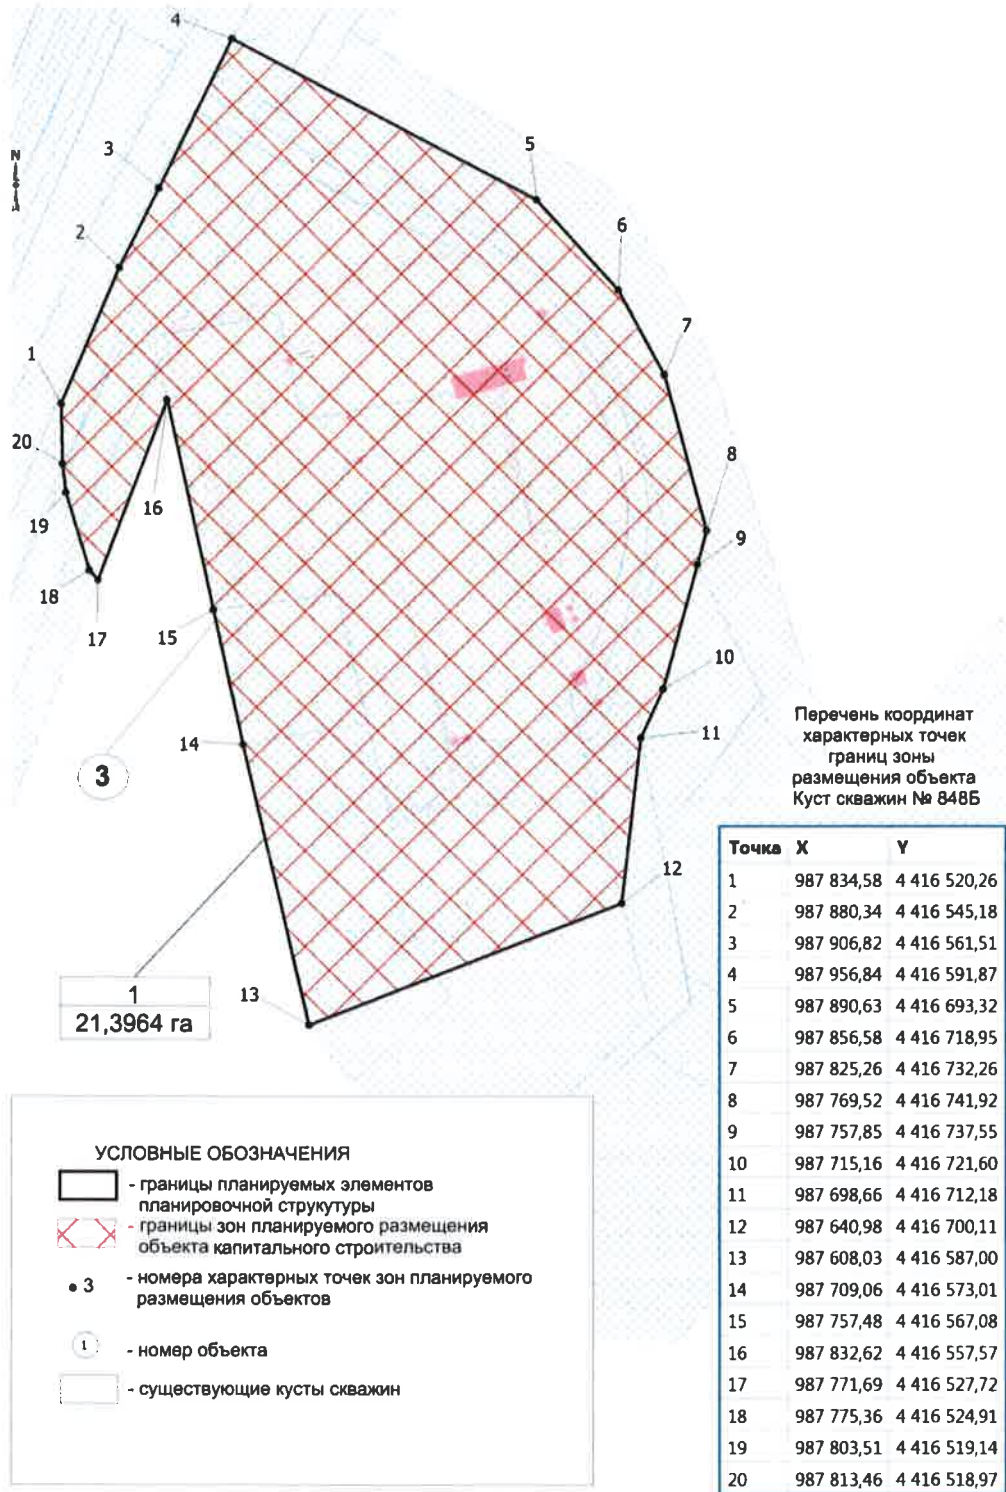 4
5
3
N
6
2
7
1
20
8
16
19
9
18
15
17
10
14
11
3
Перечень координат
характерных точек
границ зоны
размещения объекта
Куст скважин № 848Б
12
1
21,3964 га
13
Точка X Y
1 987 834,58 4 416 520,26
2 987 880,34 4 416 545,18
3 987 906,82 4 416 561,51
4 987 956,84 4 416 591,87
5 987 890,63 4 416 693,32
6 987 856,58 4 416 718,95
7 987 825,26 4 416 732,26
8 987 769,52 4 416 741,92
9 987 757,85 4 416 737,55
10 987 715,16 4 416 721,60
11 987 698,66 4 416 712,18
12 987 640,98 4 416 700,11
13 987 608,03 4 416 587,00
14 987 709,06 4 416 573,01
15 987 757,48 4 416 567,08
16 987 832,62 4 416 557,57
17 987 771,69 4 416 527,72
18 987 775,36 4 416 524,91
19 987 803,51 4 416 519,14
20 987 813,46 4 416 518,97
УСЛОВНЫЕ ОБОЗНАЧЕНИЯ
- границы планируемых элементов
планировочной струкутуры
- границы зон планируемого размещения
объекта капитального строительства
3 - номера характерных точек зон планируемого
размещения объектов
1 - номер объекта
- существующие кусты скважин